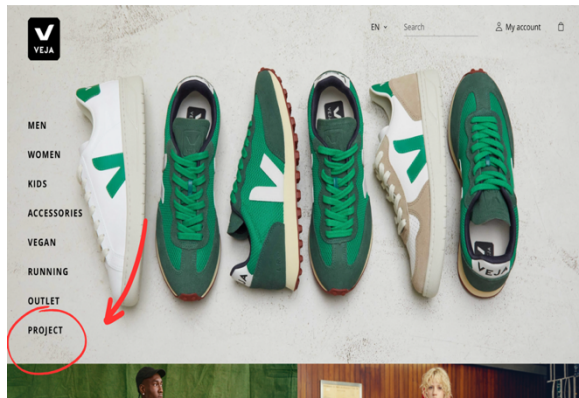 V
VEJA
EN
Search
My account
MEN
WOMEN
KIDS
ACCESSORIES
VEGAN
RUNNING
OUTLET
PROJECT
V
V
V
VEJA